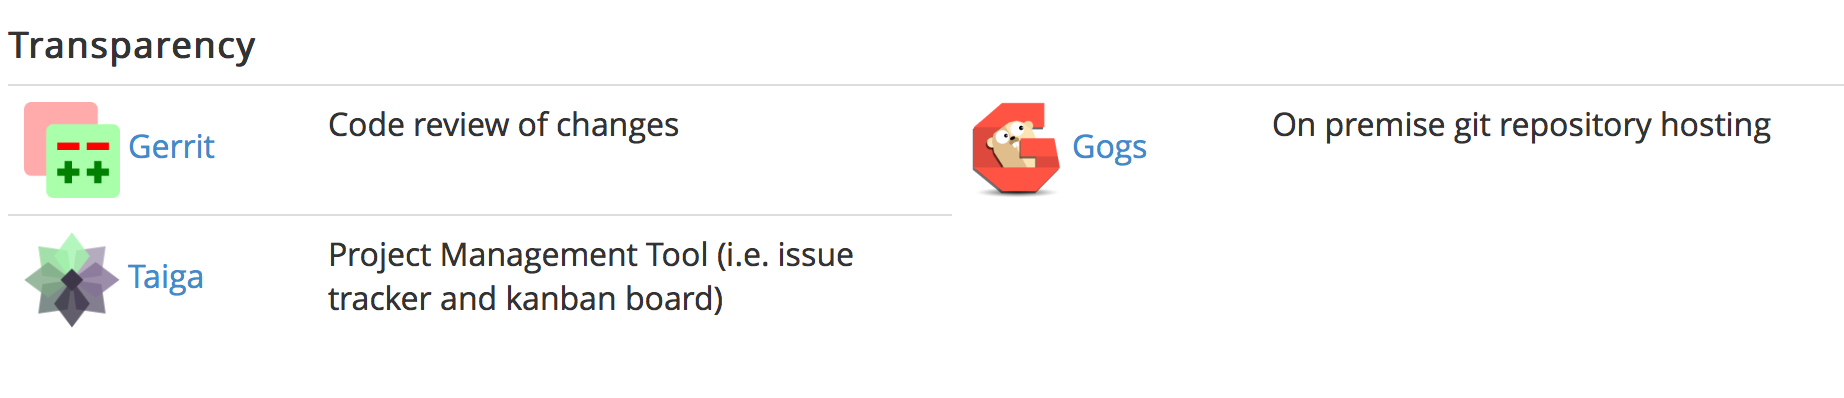 Transparency
Gerrit
Code review of changes
Gogs
On premise git repository hosting
Taiga
Project Management Tool (i.e. issue
tracker and kanban board)